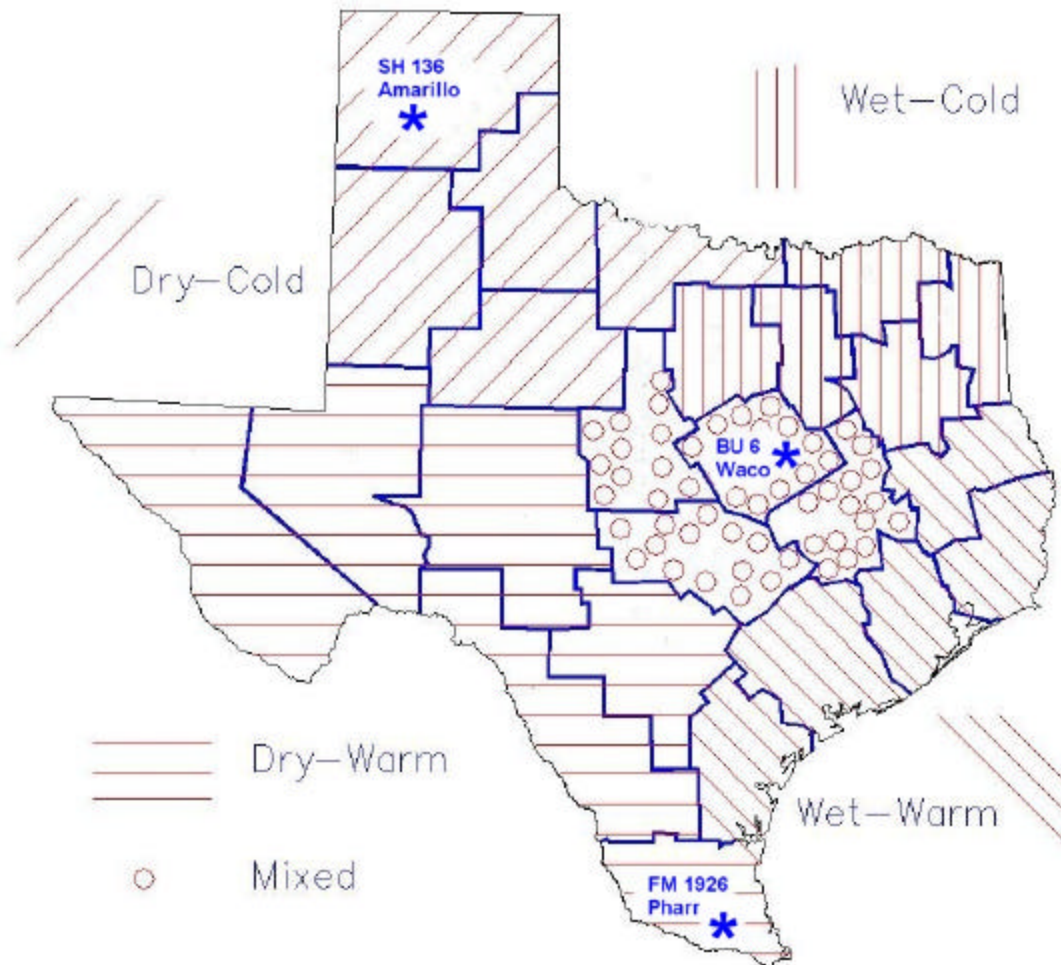 SH 136
Amarillo
Wet-Cold
Dry-Cold
BU 6
Waco
Dry-Warm
Wet-Warm
Mixed
FM 1926
Pharr